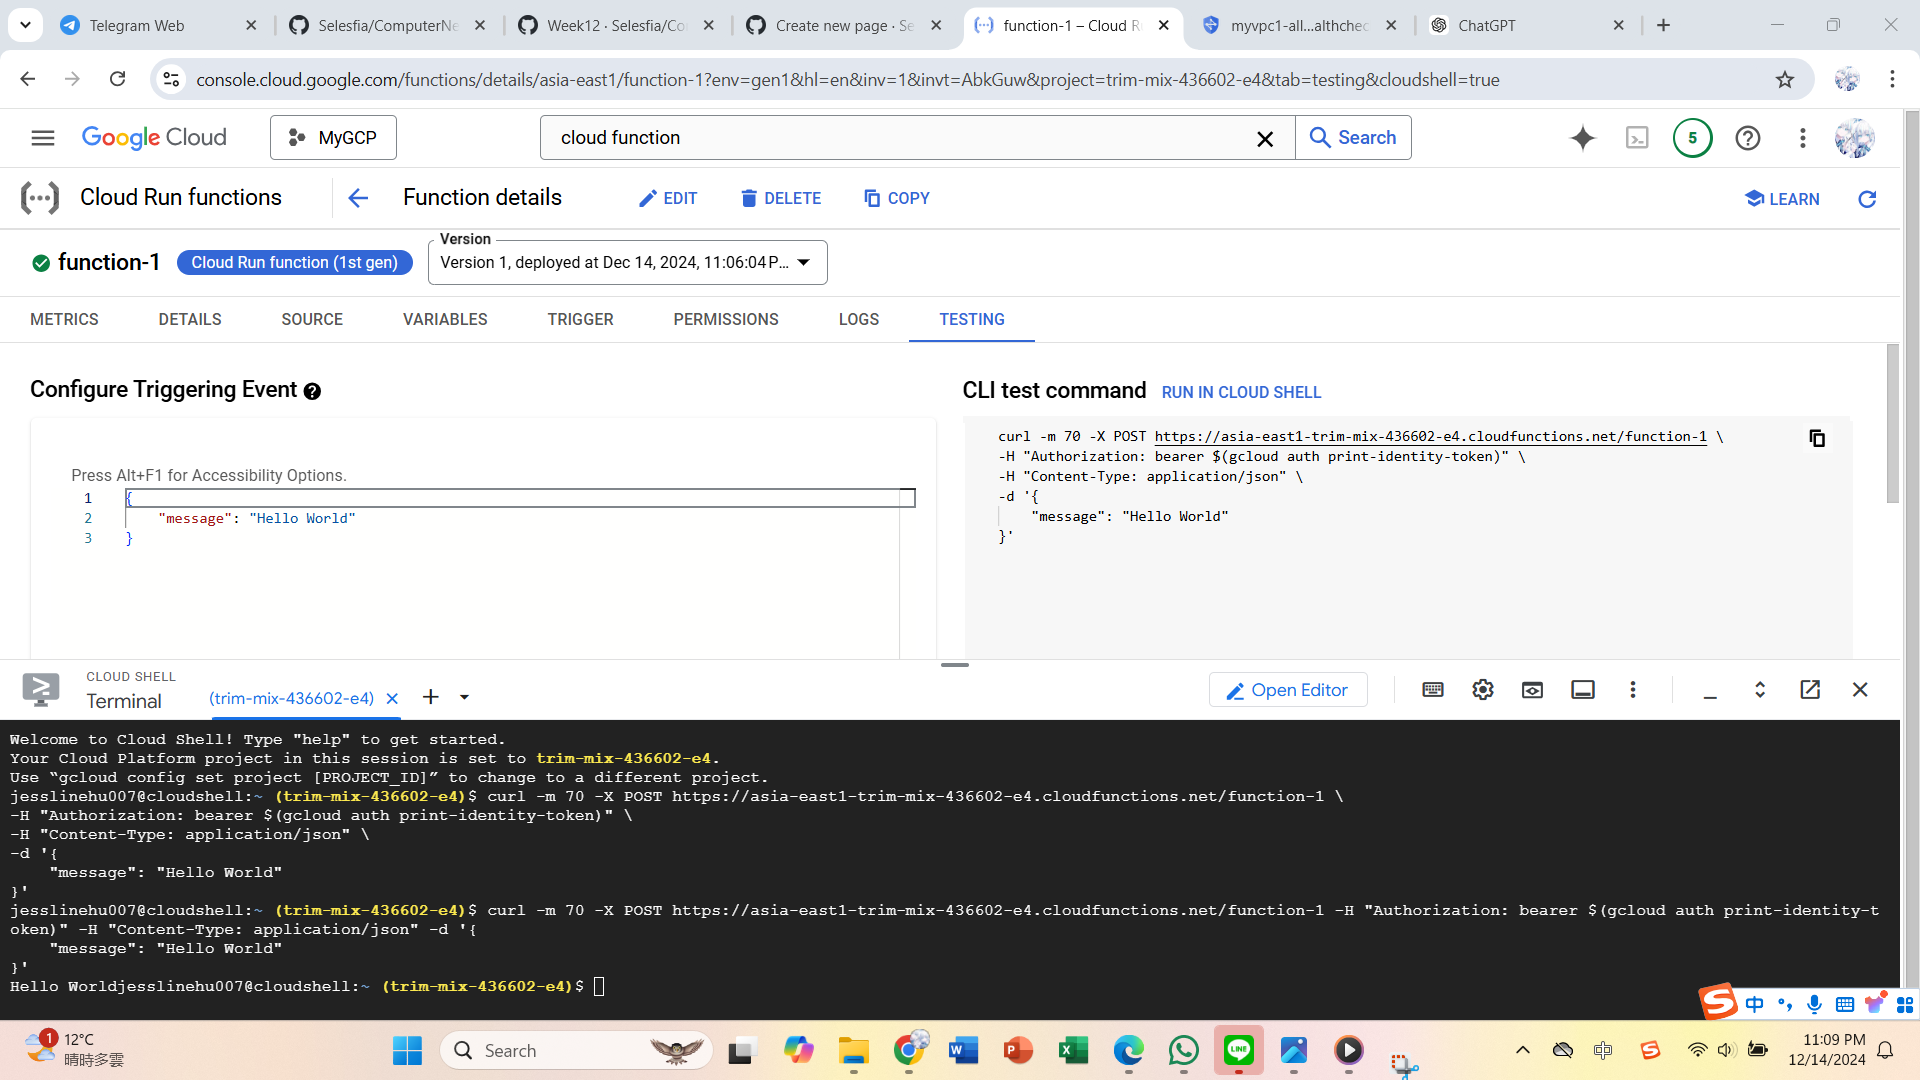 Telegram Web
Selesfia/ComputerNe
Week12 · Selesfia/Co
Create new page · Se
function-1 – Cloud R
myvpc1-all...althchec
ChatGPT
console.cloud.google.com/functions/details/asia-east1/function-1?env=gen1&hl=en&inv=1&invt=AbkGuw&project=trim-mix-436602-e4&tab=testing&cloudshell=true
Google Cloud
MyGCP
cloud function
Search
5
Cloud Run functions
Function details
EDIT
DELETE
COPY
LEARN
function-1
Cloud Run function (1st gen)
Version
Version 1, deployed at Dec 14, 2024, 11:06:04 P...
METRICS
DETAILS
SOURCE
VARIABLES
TRIGGER
PERMISSIONS
LOGS
TESTING
Configure Triggering Event
Press Alt+F1 for Accessibility Options.
1 {
2 "message": "Hello World"
3 }
CLI test command
RUN IN CLOUD SHELL
curl -m 70 -X POST https://asia-east1-trim-mix-436602-e4.cloudfunctions.net/function-1 \
-H "Authorization: bearer $(gcloud auth print-identity-token)" \
-H "Content-Type: application/json" \
-d '{
"message": "Hello World"
}'
CLOUD SHELL
Terminal
(trim-mix-436602-e4)
Open Editor
Welcome to Cloud Shell! Type "help" to get started.
Your Cloud Platform project in this session is set to trim-mix-436602-e4.
Use “gcloud config set project [PROJECT_ID]” to change to a different project.
jesslinehu007@cloudshell:~ (trim-mix-436602-e4)$ curl -m 70 -X POST https://asia-east1-trim-mix-436602-e4.cloudfunctions.net/function-1 \
-H "Authorization: bearer $(gcloud auth print-identity-token)" \
-H "Content-Type: application/json" \
-d '{
"message": "Hello World"
}'
jesslinehu007@cloudshell:~ (trim-mix-436602-e4)$ curl -m 70 -X POST https://asia-east1-trim-mix-436602-e4.cloudfunctions.net/function-1 -H "Authorization: bearer $(gcloud auth print-identity-t
oken)" -H "Content-Type: application/json" -d '{
"message": "Hello World"
}'
Hello Worldjesslinehu007@cloudshell:~ (trim-mix-436602-e4)$
中
1
12°C
晴時多雲
Search
LINE
中
11:09 PM
12/14/2024